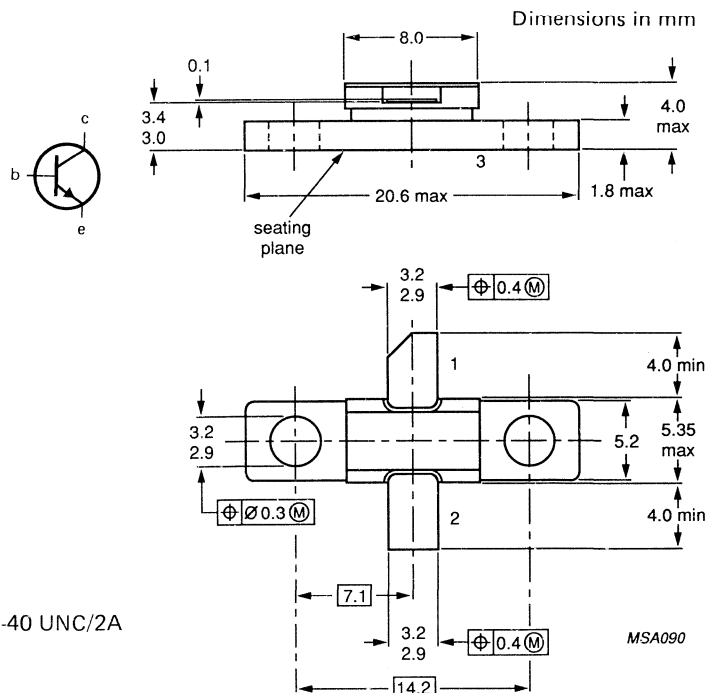 Dimensions in mm
8.0
0.1
3.4
3.0
4.0
max
c
b
e
3
20.6 max
1.8 max
seating
plane
3.2
2.9
⌖ 0.4 Ⓜ
1
4.0 min
3.2
2.9
5.2
5.35
max
⌖ Ø 0.3 Ⓜ
2
4.0 min
7.1
-40 UNC/2A
3.2
2.9
⌖ 0.4 Ⓜ
MSA090
14.2